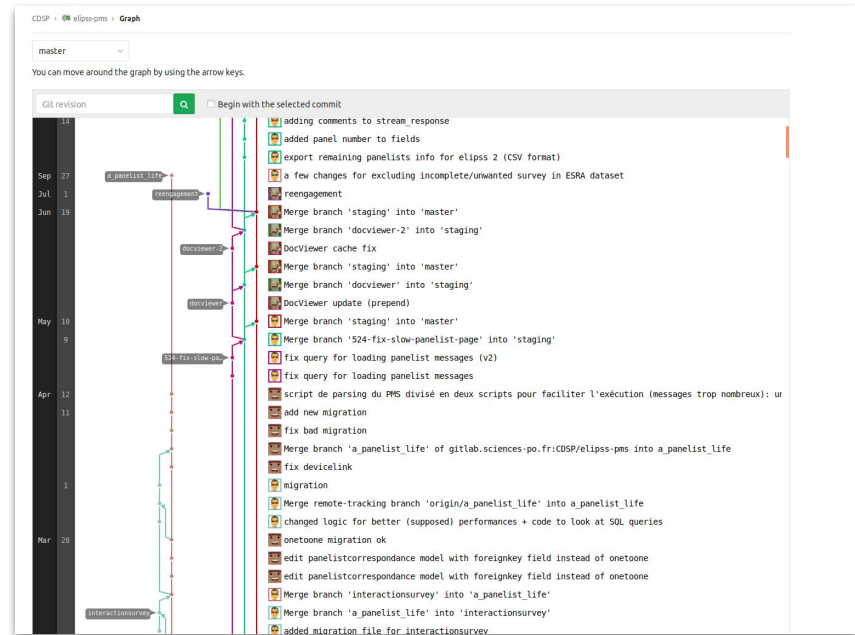 CDSP > elipss-pms > Graph
master
You can move around the graph by using the arrow keys.
Git revision
Begin with the selected commit
14 adding comments to stream_response
added panel number to fields
export remaining panelists info for elipss 2 (CSV format)
Sep 27 a_panelist_life a few changes for excluding incomplete/unwanted survey in ESRA dataset
Jul 1 reengagement reengagement
Jun 19 Merge branch 'staging' into 'master'
Merge branch 'docviewer-2' into 'staging'
docviewer-2 DocViewer cache fix
Merge branch 'staging' into 'master'
Merge branch 'docviewer' into 'staging'
docviewer DocViewer update (prepend)
May 10 Merge branch 'staging' into 'master'
9 Merge branch '524-fix-slow-panelist-page' into 'staging'
524-fix-slow-pa… fix query for loading panelist messages (v2)
fix query for loading panelist messages
Apr 12 script de parsing du PMS divisé en deux scripts pour faciliter l'exécution (messages trop nombreux): un
11 add new migration
fix bad migration
Merge branch 'a_panelist_life' of gitlab.sciences-po.fr:CDSP/elipss-pms into a_panelist_life
fix devicelink
1 migration
Merge remote-tracking branch 'origin/a_panelist_life' into a_panelist_life
changed logic for better (supposed) performances + code to look at SQL queries
Mar 20 onetoone migration ok
edit panelistcorrespondance model with foreignkey field instead of onetoone
edit panelistcorrespondance model with foreignkey field instead of onetoone
Merge branch 'interactionsurvey' into 'a_panelist_life'
interactionsurvey Merge branch 'a_panelist_life' into 'interactionsurvey'
added migration file for interactionsurvey